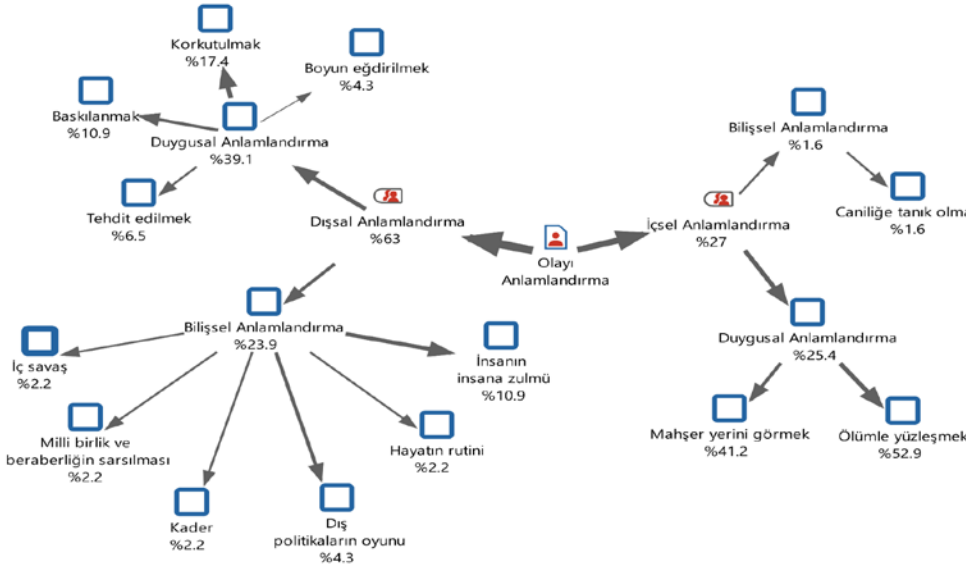 Korkutulmak
%17.4
Boyun eğdirilmek
%4.3
Baskılanmak
%10.9
Duygusal Anlamlandırma
%39.1
Tehdit edilmek
%6.5
Dışsal Anlamlandırma
%63
Olayı
Anlamlandırma
İçsel Anlamlandırma
%27
Bilişsel Anlamlandırma
%1.6
Caniliğe tanık olma
%1.6
Duygusal Anlamlandırma
%25.4
Mahşer yerini görmek
%41.2
Ölümle yüzleşmek
%52.9
Bilişsel Anlamlandırma
%23.9
İç savaş
%2.2
Milli birlik ve
beraberliğin sarsılması
%2.2
Kader
%2.2
Dış
politikaların oyunu
%4.3
Hayatın rutini
%2.2
İnsanın
insana zulmü
%10.9